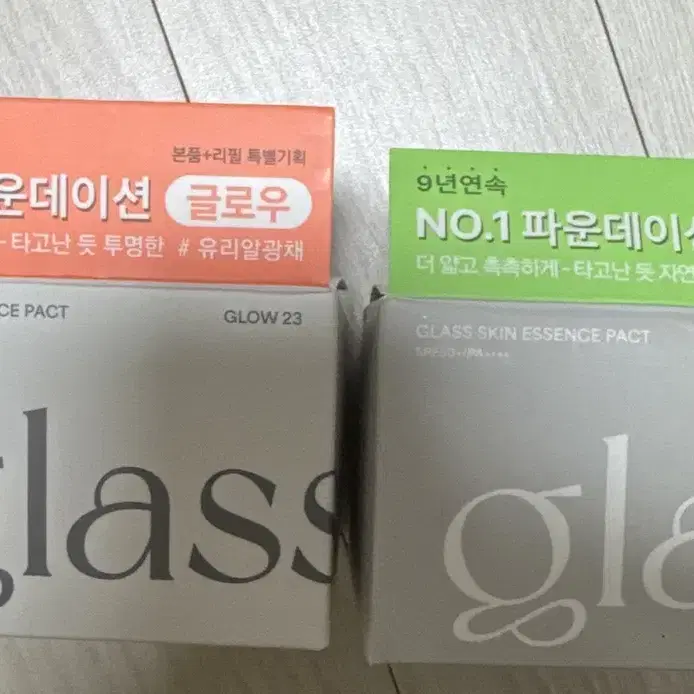 본품+리필 특별기획
운데이션 글로우
- 타고난 듯 투명한 # 유리알광채
CE PACT GLOW 23
glass
9년연속
NO.1 파운데이션
더 얇고 촉촉하게 - 타고난 듯 자연
GLASS SKIN ESSENCE PACT
SPF50+/PA++++
gla